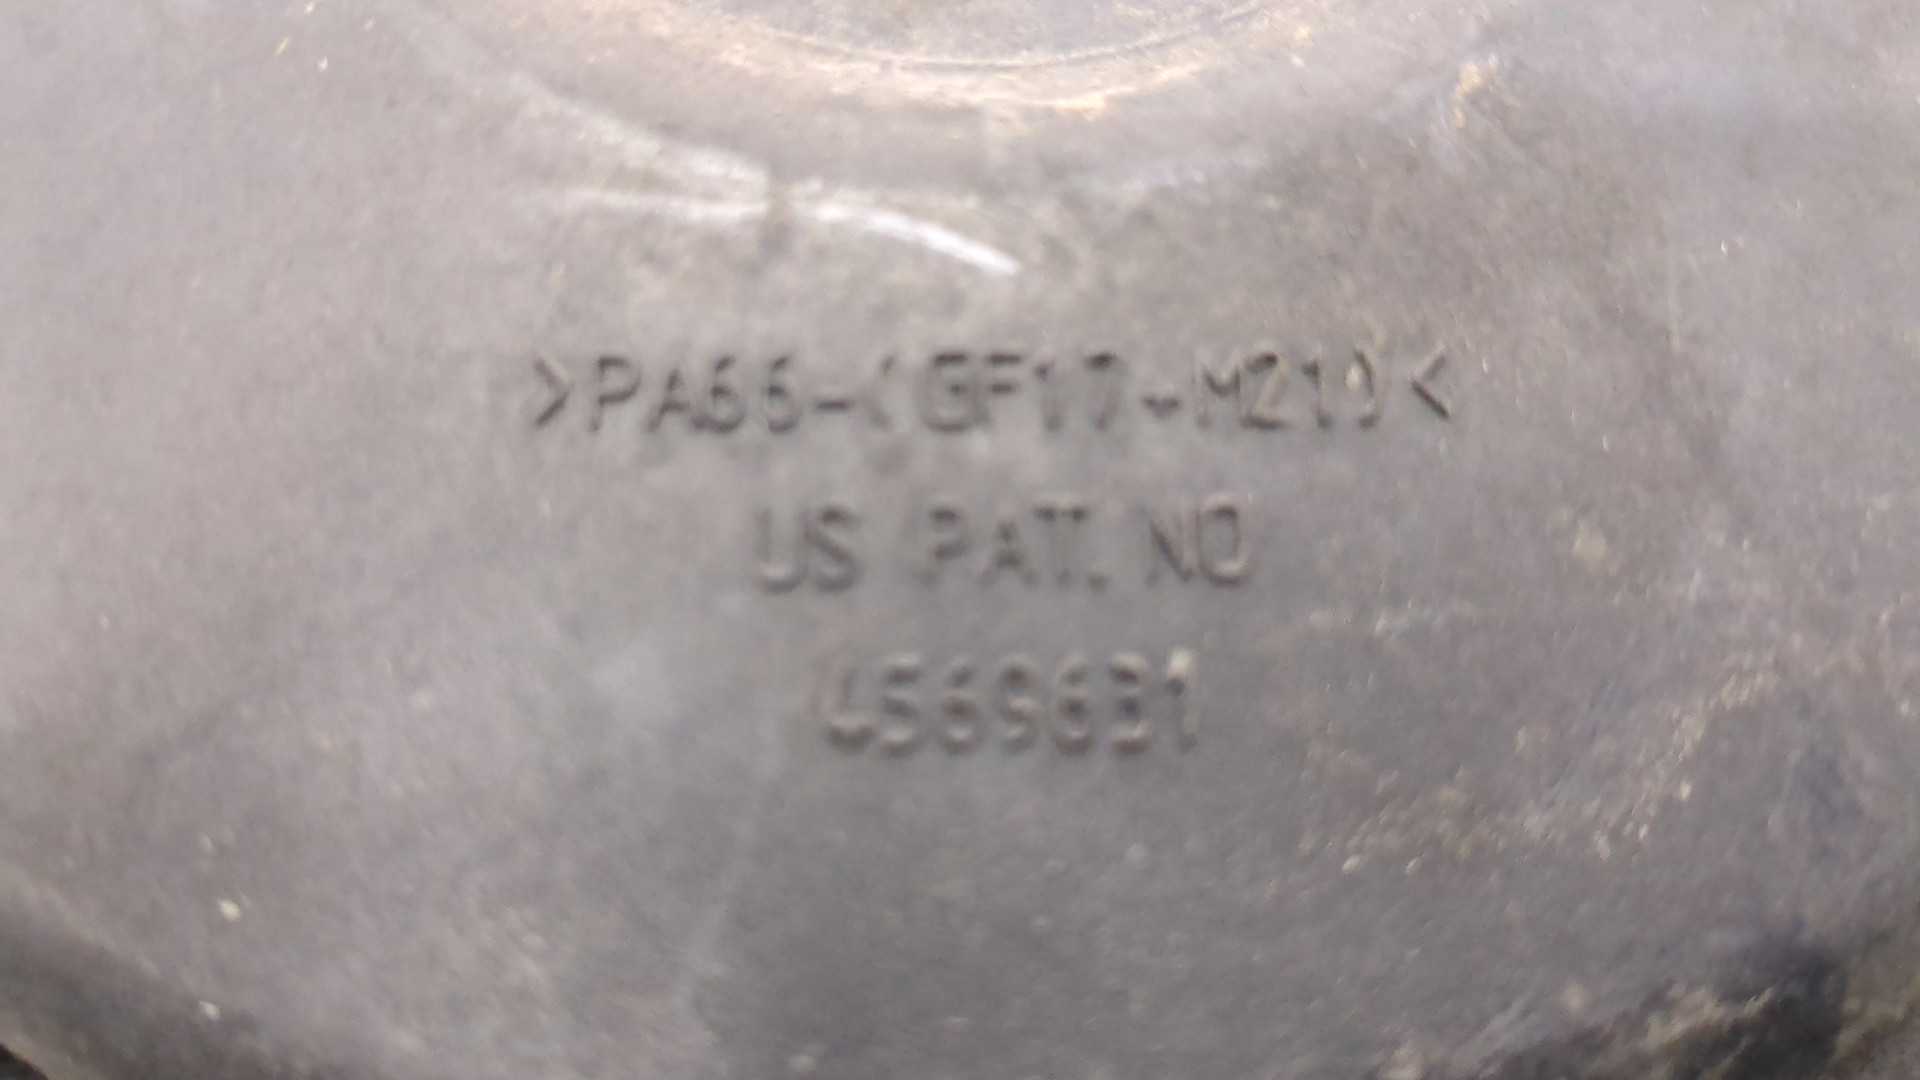 >PA66-(GF17-M21)<
US PAT. NO
4569631